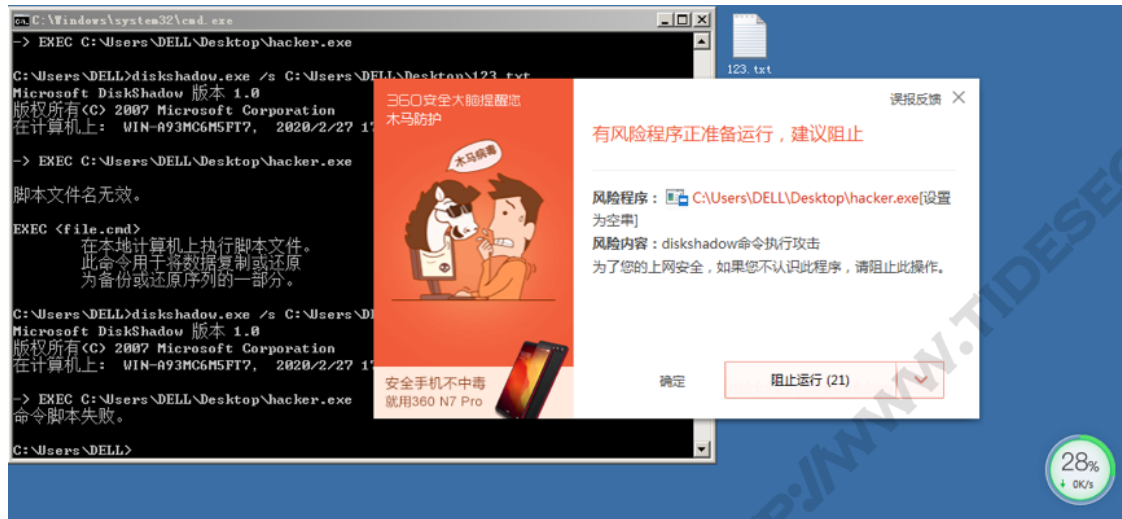 C:\Windows\system32\cmd.exe
-> EXEC C:\Users\DELL\Desktop\hacker.exe
C:\Users\DELL>diskshadow.exe /s C:\Users\DELL\Desktop\123.txt
Microsoft DiskShadow 版本 1.0
版权所有<C> 2007 Microsoft Corporation
在计算机上: WIN-A93MC6M5FT7, 2020/2/27 1
-> EXEC C:\Users\DELL\Desktop\hacker.exe
脚本文件名无效。
EXEC <file.cmd>
在本地计算机上执行脚本文件。
此命令用于将数据复制或还原
为备份或还原序列的一部分。
C:\Users\DELL>diskshadow.exe /s C:\Users\D
Microsoft DiskShadow 版本 1.0
版权所有<C> 2007 Microsoft Corporation
在计算机上: WIN-A93MC6M5FT7, 2020/2/27 1
-> EXEC C:\Users\DELL\Desktop\hacker.exe
命令脚本失败。
C:\Users\DELL>
123.txt
360安全大脑提醒您
木马防护
木马病毒
安全手机不中毒
就用360 N7 Pro
误报反馈
有风险程序正准备运行，建议阻止
风险程序： C:\Users\DELL\Desktop\hacker.exe[设置
为空串]
风险内容：diskshadow命令执行攻击
为了您的上网安全，如果您不认识此程序，请阻止此操作。
确定
阻止运行 (21)
28%
0K/s
P://WWW.TIDESEC